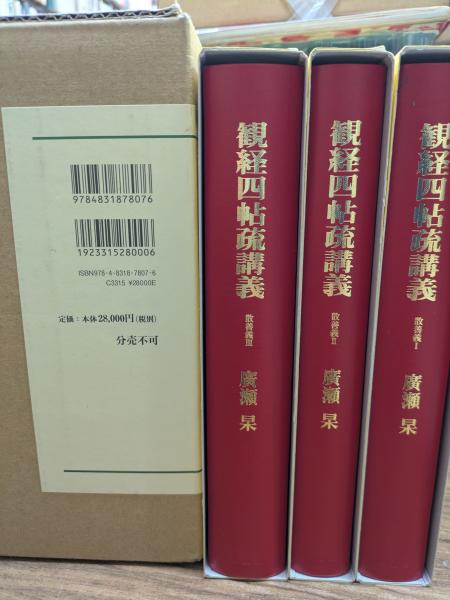 9784831878076
1923315280006
ISBN978-4-8318-7807-6
C3315 ¥28000E
定価：本体28,000円（税別）
分売不可
観経四帖疏講義
散善義Ⅲ
廣瀬 杲
観経四帖疏講義
散善義Ⅱ
廣瀬 杲
観経四帖疏講義
散善義Ⅰ
廣瀬 杲